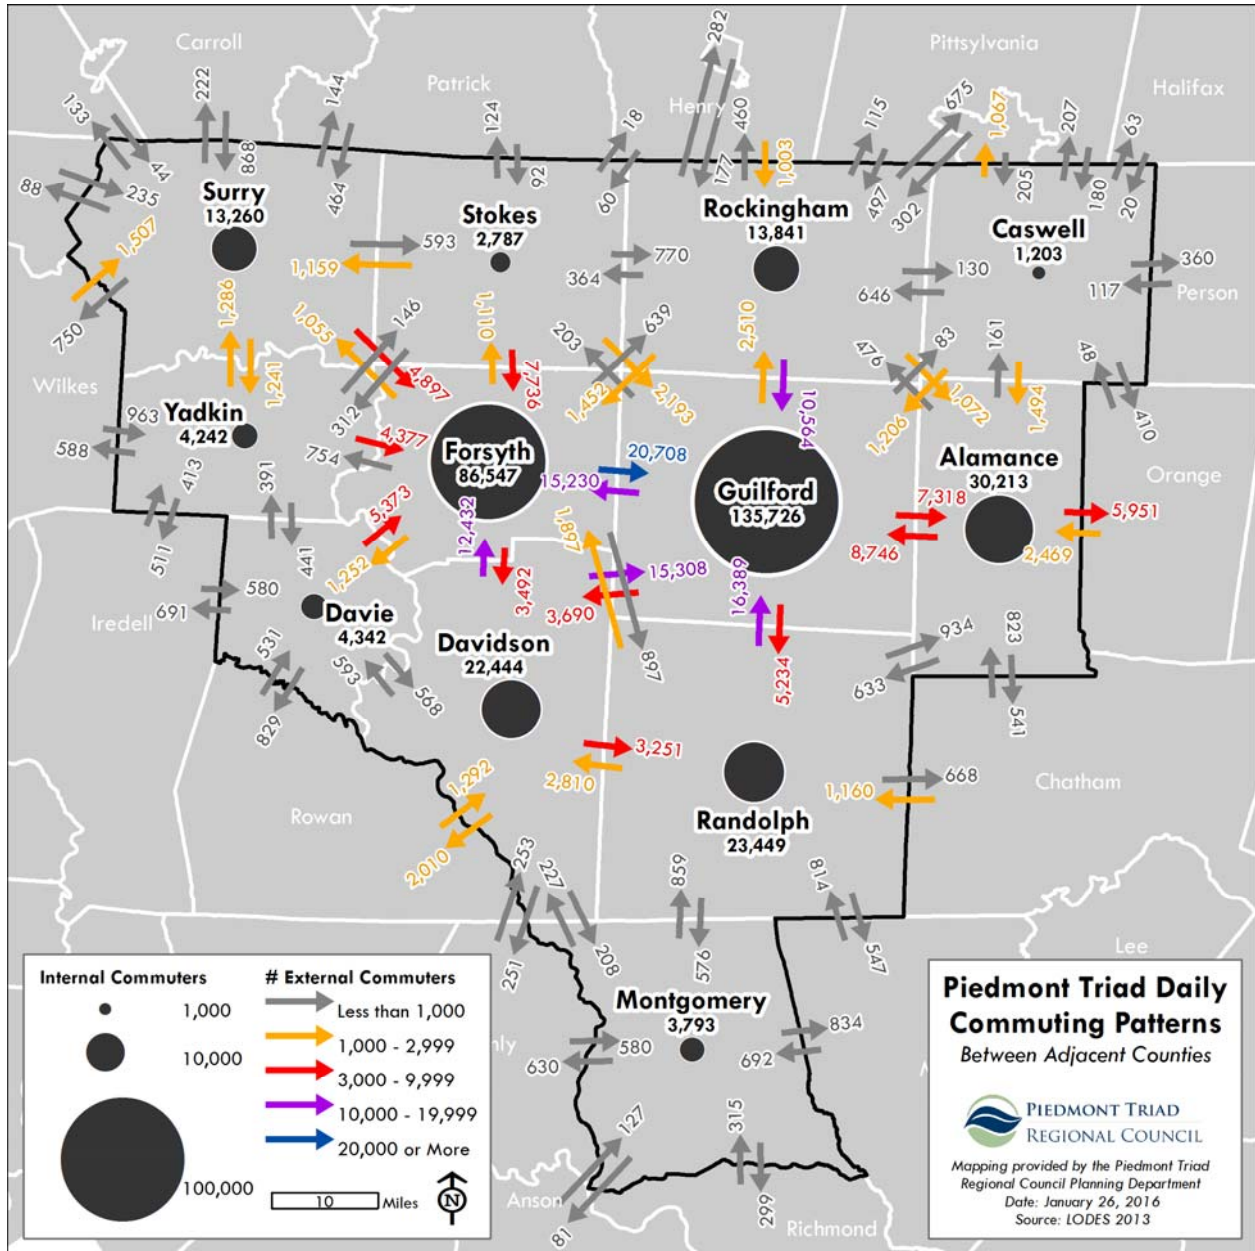 Carroll
Patrick
Henry
Pittsylvania
Halifax
282
133
222
144
124
18
460
115
675
1,067
207
63
44
868
464
92
60
177
1,003
497
302
205
180
20
88
235
Surry
13,260
Stokes
2,787
Rockingham
13,841
Caswell
1,203
1,507
750
593
1,159
770
364
130
646
360
117
Person
1,286
1,241
1,055
146
4,897
312
1,110
7,736
203
639
1,452
2,193
2,510
10,564
476
83
1,206
1,072
161
1,494
48
410
Wilkes
Yadkin
4,242
963
588
4,377
754
Forsyth
86,547
20,708
15,230
Guilford
135,726
Alamance
30,213
Orange
7,318
8,746
5,951
2,469
413
511
391
441
5,373
1,252
12,432
3,492
1,897
897
15,308
3,690
16,389
5,234
Iredell
580
691
Davie
4,342
Davidson
22,444
531
829
593
568
934
633
823
541
3,251
2,810
668
1,160
Chatham
Randolph
23,449
Rowan
1,292
2,010
253
251
227
208
859
576
814
547
Lee
Montgomery
3,793
580
630
834
692
127
81
315
299
Anson
Richmond
Internal Commuters
1,000
10,000
100,000
# External Commuters
Less than 1,000
1,000 - 2,999
3,000 - 9,999
10,000 - 19,999
20,000 or More
10
Miles
N
Piedmont Triad Daily
Commuting Patterns
Between Adjacent Counties
PIEDMONT TRIAD
REGIONAL COUNCIL
Mapping provided by the Piedmont Triad
Regional Council Planning Department
Date: January 26, 2016
Source: LODES 2013